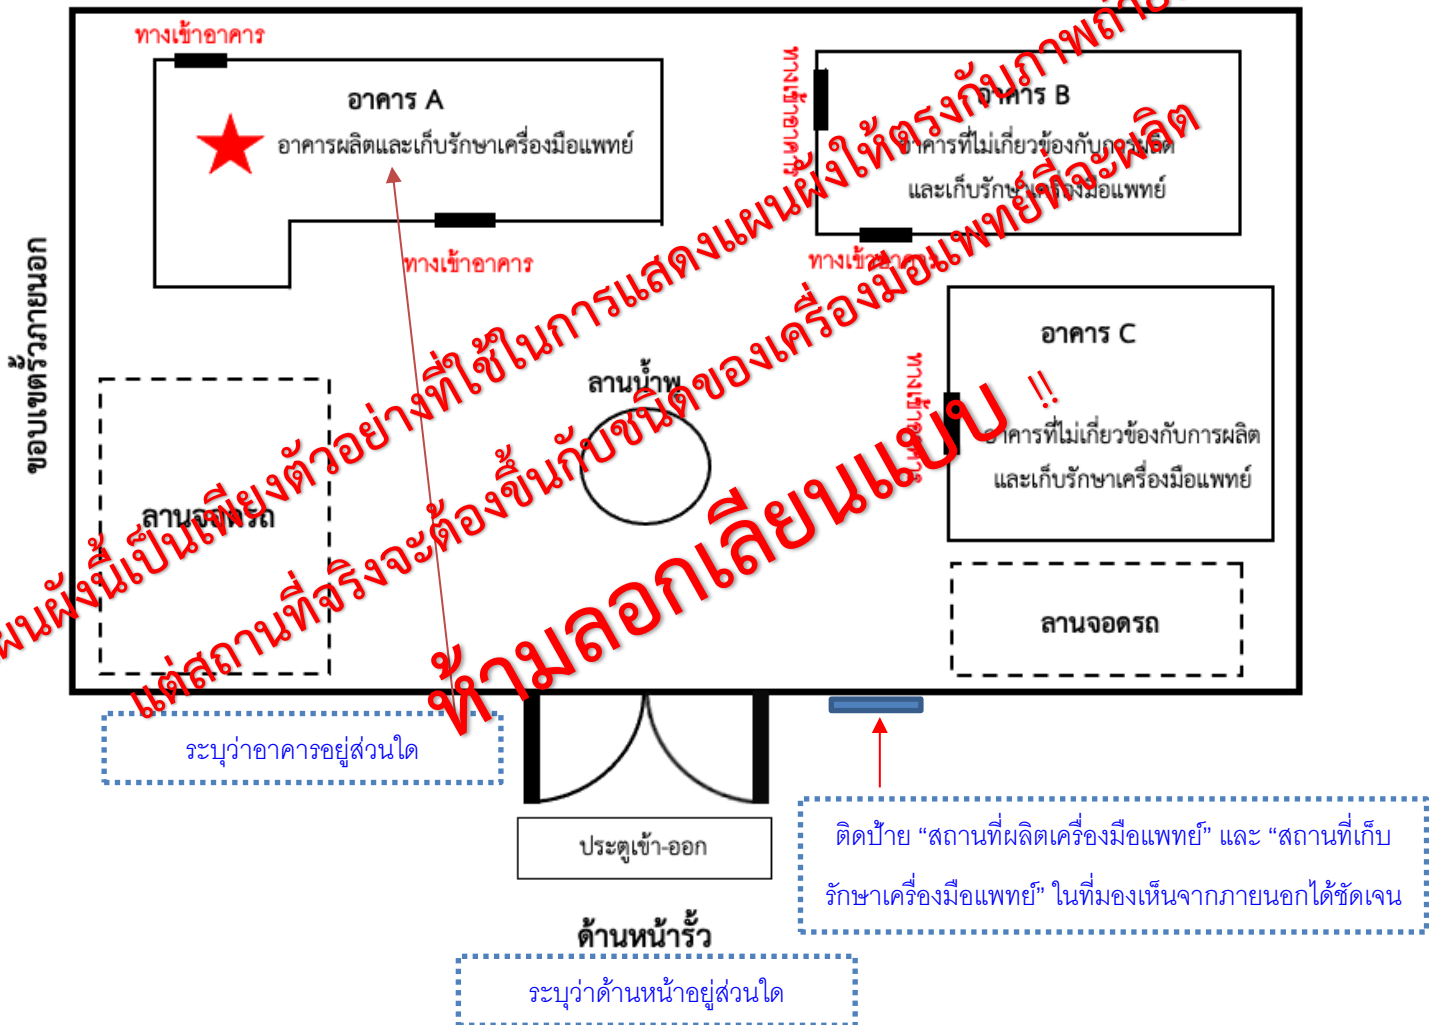 ทางเข้าอาคาร
อาคาร A
อาคารผลิตและเก็บรักษาเครื่องมือแพทย์
ทางเข้าอาคาร
ทางเข้าอาคาร
อาคาร B
อาคารที่ไม่เกี่ยวข้องกับการผลิต
และเก็บรักษาเครื่องมือแพทย์
ทางเข้าอาคาร
ขอบเขตรั้วภายนอก
อาคาร C
ทางเข้าอาคาร
อาคารที่ไม่เกี่ยวข้องกับการผลิต
และเก็บรักษาเครื่องมือแพทย์
ลานน้ำพุ
ลานจอดรถ
ลานจอดรถ
แผนผังนี้เป็นเพียงตัวอย่างที่ใช้ในการแสดงแผนผังให้ตรงกับภาพถ่าย
แต่สถานที่จริงจะต้องขึ้นกับชนิดของเครื่องมือแพทย์ที่จะผลิต
ห้ามลอกเลียนแบบ !!
ระบุว่าอาคารอยู่ส่วนใด
ประตูเข้า-ออก
ติดป้าย “สถานที่ผลิตเครื่องมือแพทย์” และ “สถานที่เก็บ
รักษาเครื่องมือแพทย์” ในที่มองเห็นจากภายนอกได้ชัดเจน
ด้านหน้ารั้ว
ระบุว่าด้านหน้าอยู่ส่วนใด